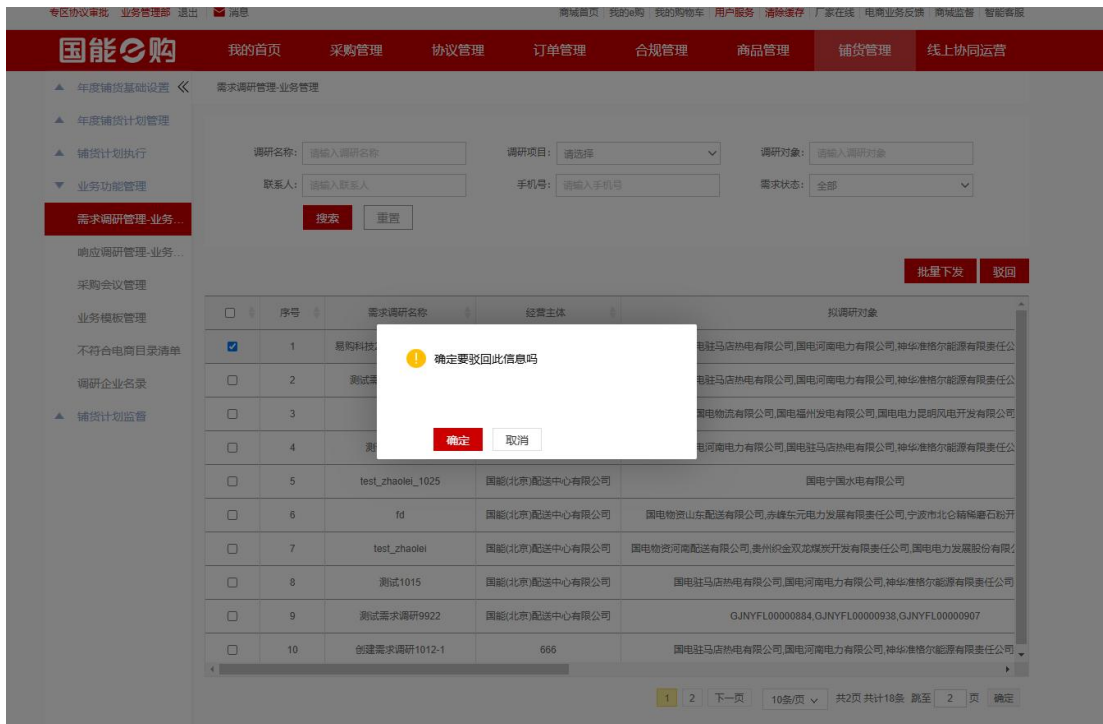 专区协议审批 业务管理部 退出 消息 商城首页 我的e购 我的购物车 用户服务 清除缓存 厂家在线 电商业务反馈 商城监督 智能客服
国能e购 我的首页 采购管理 协议管理 订单管理 合规管理 商品管理 铺货管理 线上协同运营
年度铺货基础设置
需求调研管理-业务管理
年度铺货计划管理
铺货计划执行
调研名称: 请输入调研名称 调研项目: 请选择 调研对象: 请输入调研对象
业务功能管理
联系人: 请输入联系人 手机号: 请输入手机号 需求状态: 全部
需求调研管理-业务...
搜索 重置
响应调研管理-业务...
批量下发 驳回
采购会议管理
业务模板管理
序号 需求调研名称 经营主体 拟调研对象
不符合电商目录清单
1 易购科技 电驻马店热电有限公司,国电河南电力有限公司,神华准格尔能源有限责任公
确定要驳回此信息吗
调研企业名录
2 测试 电驻马店热电有限公司,国电河南电力有限公司,神华准格尔能源有限责任公
铺货计划监督
3 国电物流有限公司,国电福州发电有限公司,国电电力昆明风电开发有限公司
确定 取消
4 测 电河南电力有限公司,国电驻马店热电有限公司,神华准格尔能源有限责任公
5 test_zhaolei_1025 国能(北京)配送中心有限公司 国电宁国水电有限公司
6 fd 国能(北京)配送中心有限公司 国电物资山东配送有限公司,赤峰东元电力发展有限责任公司,宁波市北仑精稀磨石粉开
7 test_zhaolei 国能(北京)配送中心有限公司 国电物资河南配送有限公司,贵州织金双龙煤炭开发有限责任公司,国电电力发展股份有限
8 测试1015 国能(北京)配送中心有限公司 国电驻马店热电有限公司,国电河南电力有限公司,神华准格尔能源有限责任公司
9 测试需求调研9922 国能(北京)配送中心有限公司 GJNYFL00000884,GJNYFL00000938,GJNYFL00000907
10 创建需求调研1012-1 666 国电驻马店热电有限公司,国电河南电力有限公司,神华准格尔能源有限责任公司
1 2 下一页 10条/页 共2页 共计18条 跳至 2 页 确定